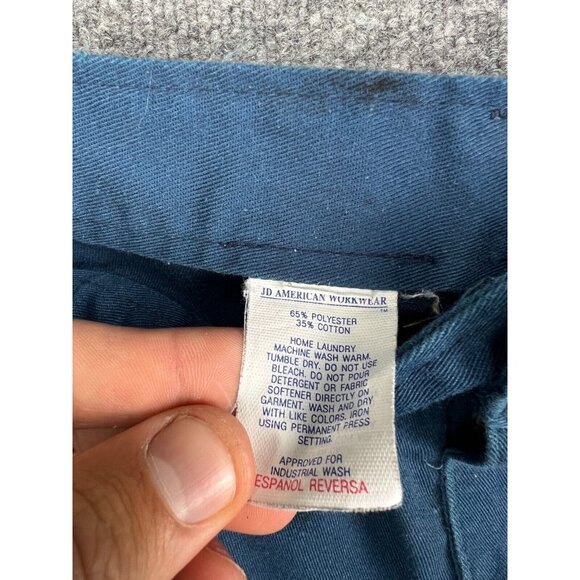 JD AMERICAN WORKWEAR
™
65% POLYESTER
35% COTTON
HOME LAUNDRY
MACHINE WASH WARM.
TUMBLE DRY. DO NOT USE
BLEACH. DO NOT POUR
DETERGENT OR FABRIC
SOFTENER DIRECTLY ON
GARMENT. WASH AND DRY
WITH LIKE COLORS. IRON
USING PERMANENT PRESS
SETTING.
APPROVED FOR
INDUSTRIAL WASH
ESPANOL REVERSA